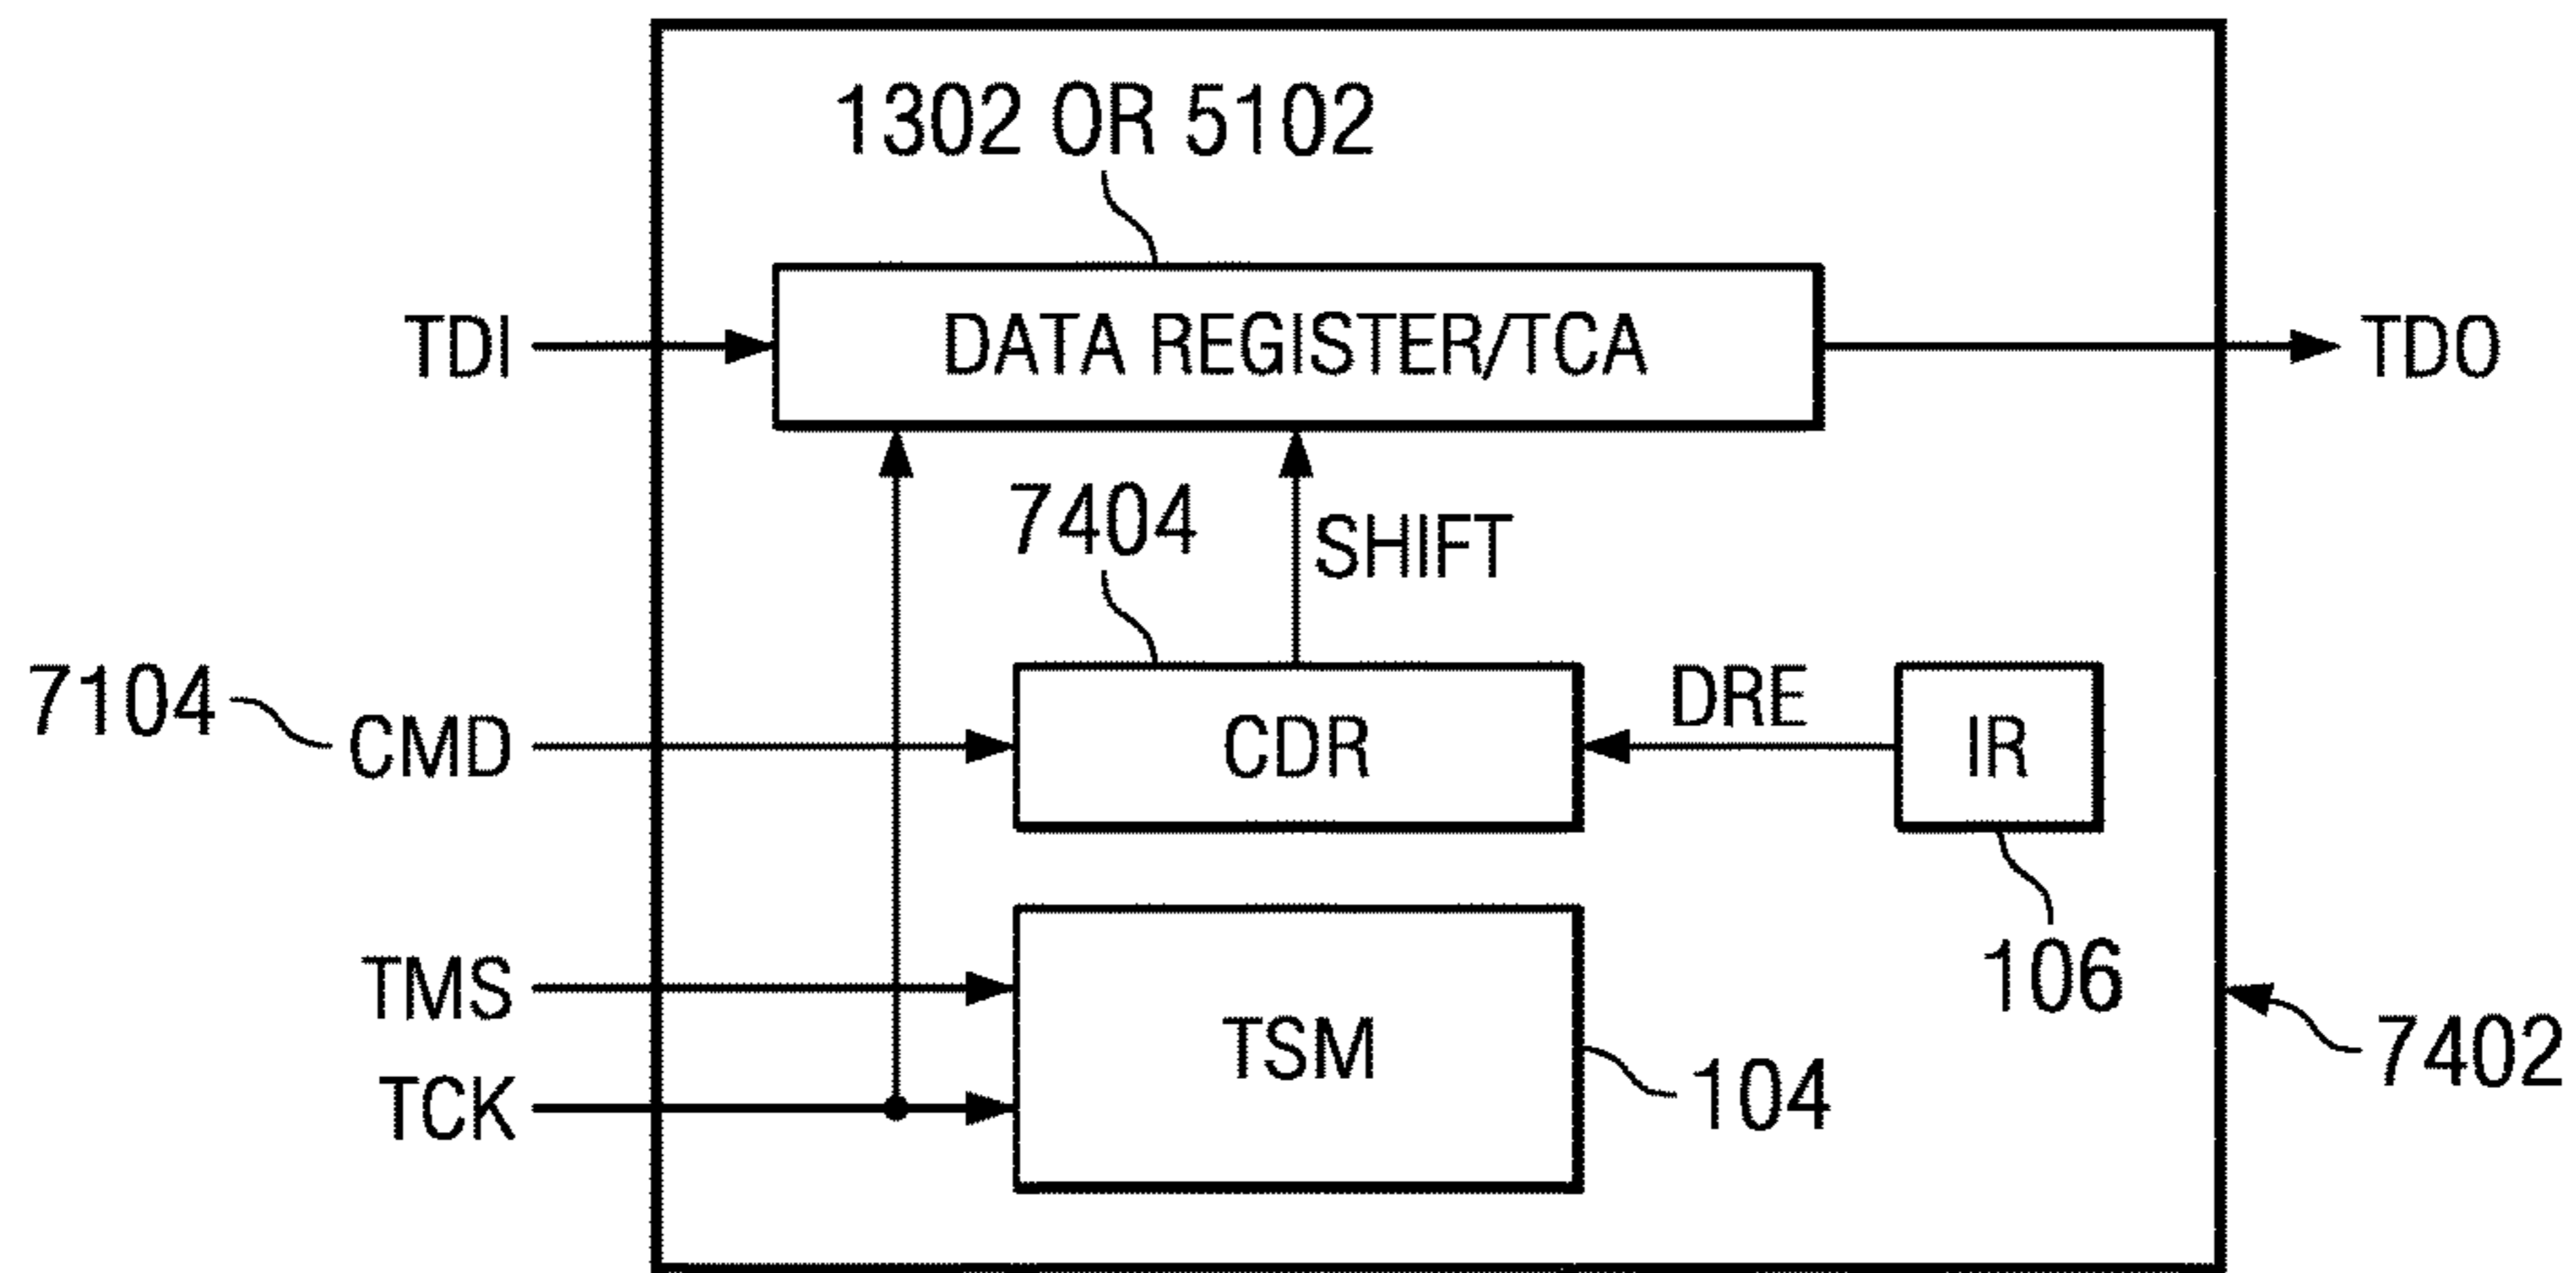 1302 OR 5102
TDI
DATA REGISTER/TCA
TDO
7404
SHIFT
7104
CMD
CDR
DRE
IR
106
TMS
TSM
TCK
104
7402